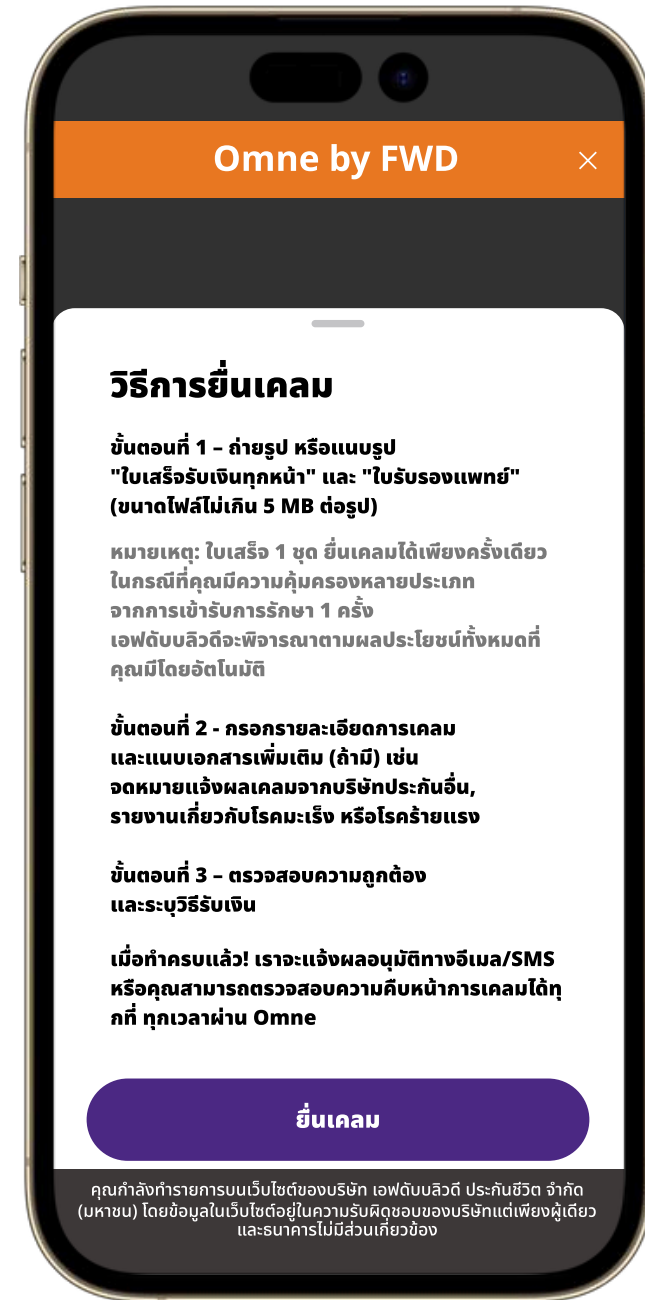 Omne by FWD
วิธีการยื่นเคลม
ขั้นตอนที่ 1 – ถ่ายรูป หรือแนบรูป
"ใบเสร็จรับเงินทุกหน้า" และ "ใบรับรองแพทย์"
(ขนาดไฟล์ไม่เกิน 5 MB ต่อรูป)
หมายเหตุ: ใบเสร็จ 1 ชุด ยื่นเคลมได้เพียงครั้งเดียว
ในกรณีที่คุณมีความคุ้มครองหลายประเภท
จากการเข้ารับการรักษา 1 ครั้ง
เอฟดับบลิวดีจะพิจารณาตามผลประโยชน์ทั้งหมดที่
คุณมีโดยอัตโนมัติ
ขั้นตอนที่ 2 - กรอกรายละเอียดการเคลม
และแนบเอกสารเพิ่มเติม (ถ้ามี) เช่น
จดหมายแจ้งผลเคลมจากบริษัทประกันอื่น,
รายงานเกี่ยวกับโรคมะเร็ง หรือโรคร้ายแรง
ขั้นตอนที่ 3 – ตรวจสอบความถูกต้อง
และระบุวิธีรับเงิน
เมื่อทำครบแล้ว! เราจะแจ้งผลอนุมัติทางอีเมล/SMS
หรือคุณสามารถตรวจสอบความคืบหน้าการเคลมได้ทุ
กที่ ทุกเวลาผ่าน Omne
ยื่นเคลม
คุณกำลังทำรายการบนเว็บไซต์ของบริษัท เอฟดับบลิวดี ประกันชีวิต จำกัด
(มหาชน) โดยข้อมูลในเว็บไซต์อยู่ในความรับผิดชอบของบริษัทแต่เพียงผู้เดียว
และธนาคารไม่มีส่วนเกี่ยวข้อง